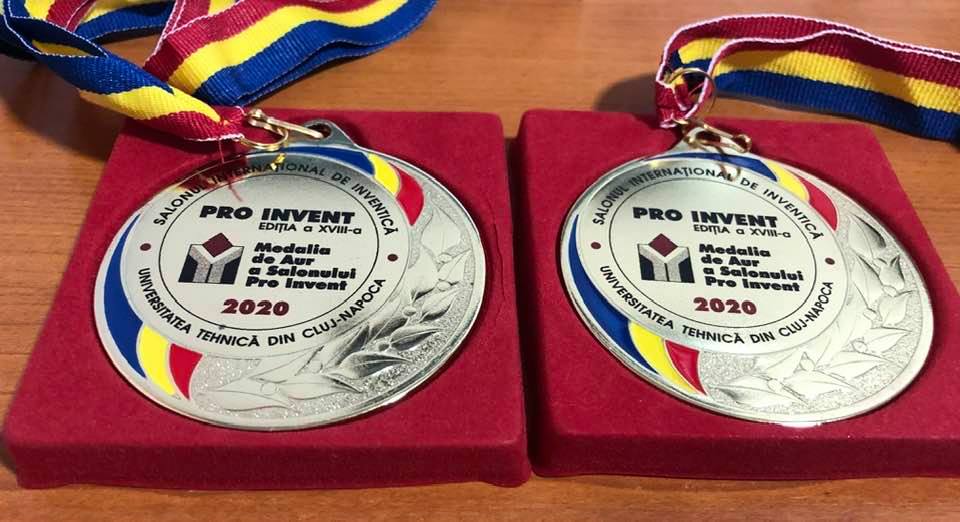 SALONUL INTERNAȚIONAL DE INVENTICĂ
PRO INVENT
EDIȚIA a XVIII-a
Medalia
de Aur
a Salonului
Pro Invent
2020
UNIVERSITATEA TEHNICĂ DIN CLUJ-NAPOCA
SALONUL INTERNAȚIONAL DE INVENTICĂ
PRO INVENT
EDIȚIA a XVIII-a
Medalia
de Aur
a Salonului
Pro Invent
2020
UNIVERSITATEA TEHNICĂ DIN CLUJ-NAPOCA